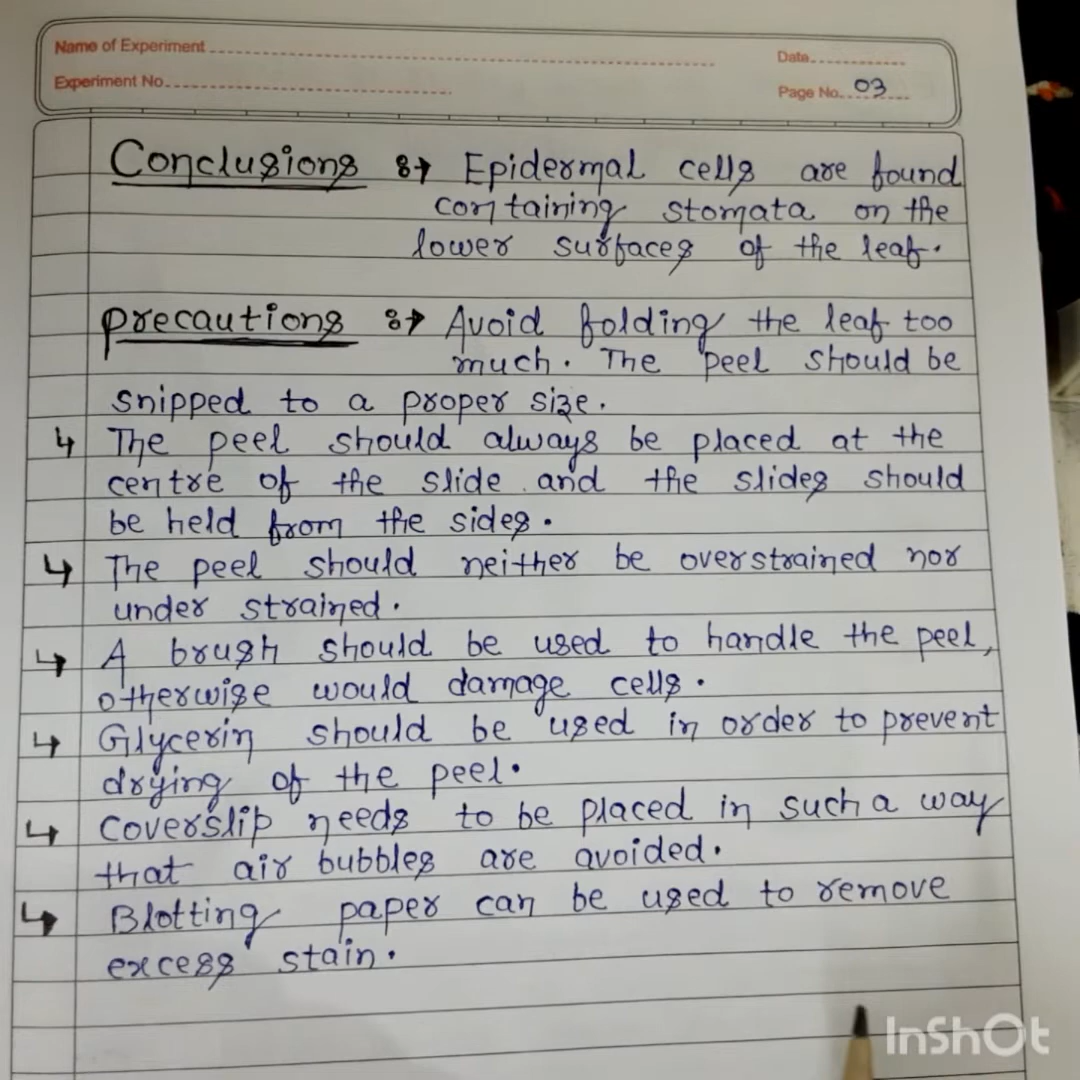 Name of Experiment
Date
Experiment No.
Page No. 03
Conclusions :→ Epidermal cells are found
containing stomata on the
lower surfaces of the leaf.
precautions :→ Avoid folding the leaf too
much. The peel should be
snipped to a proper size.
↳ The peel should always be placed at the
centre of the slide and the slides should
be held from the sides.
↳ The peel should neither be overstrained nor
under strained.
↳ A brush should be used to handle the peel,
otherwise would damage cells.
↳ Glycerin should be used in order to prevent
drying of the peel.
↳ coverslip needs to be placed in such a way
that air bubbles are avoided.
↳ Blotting paper can be used to remove
excess stain.
InShOt